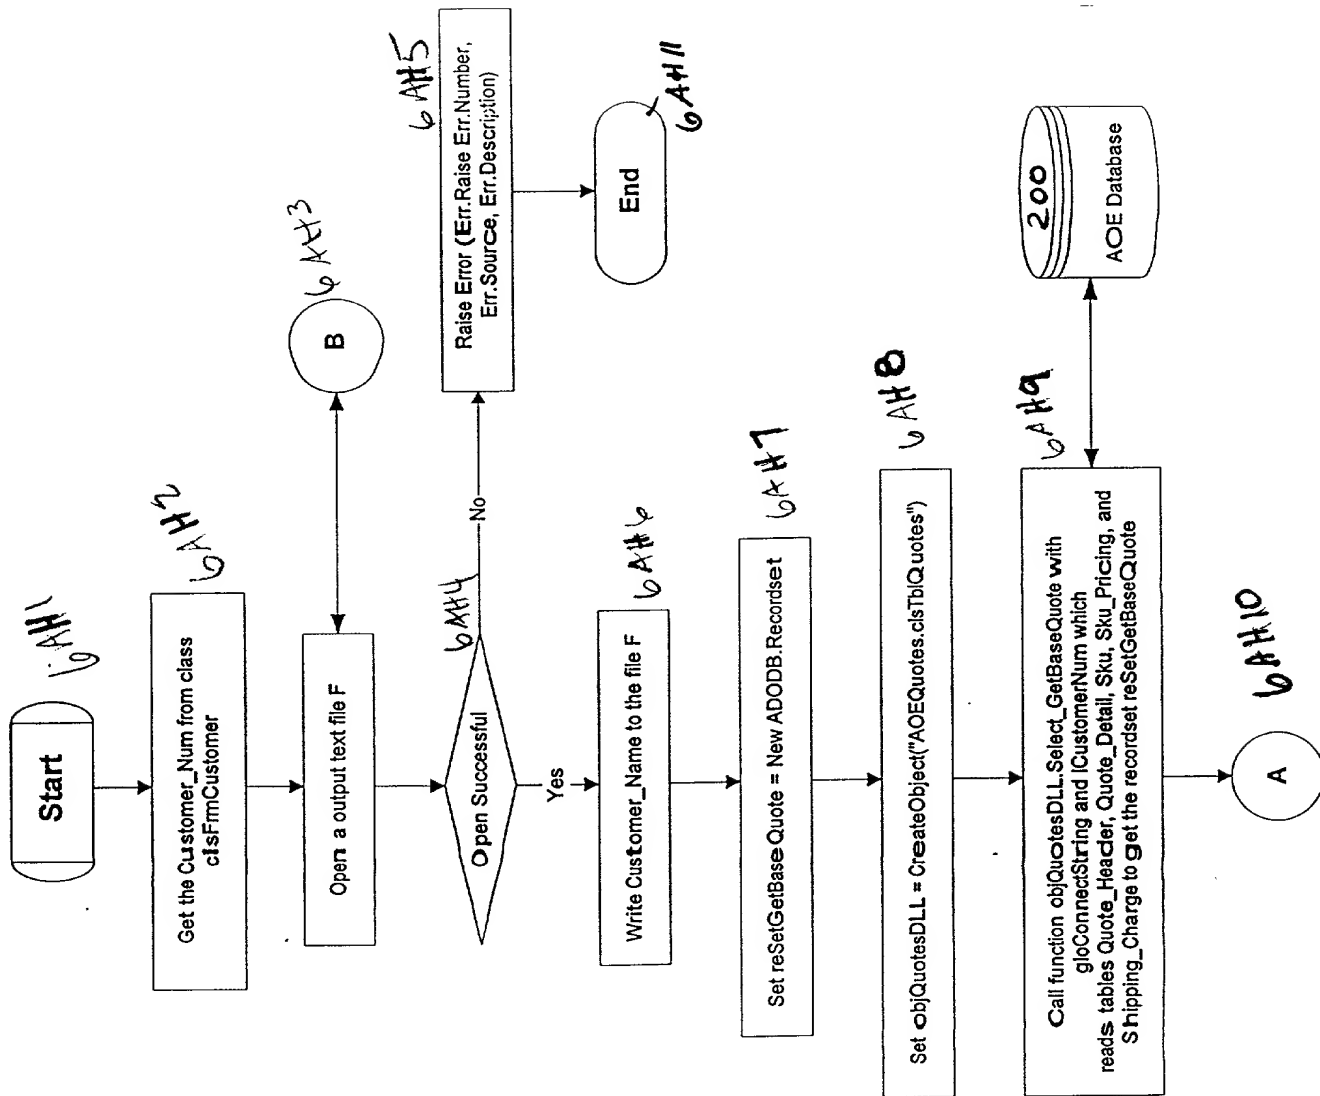 Start
6AH1
Get the Customer_Num from class
clsFrmCustomer
6AH2
Open a output text file F
B
6AH3
Open Successful
6AH4
No
Raise Error (Err.Raise Err.Number,
Err.Source, Err.Description)
6AH5
End
6AH11
Yes
Write Customer_Name to the file F
6AH6
Set reSetGetBaseQuote = New ADODB.Recordset
6AH7
Set objQuotesDLL = CreateObject("AOEQuotes.clsTblQuotes")
6AH8
Call function objQuotesDLL.Select_GetBaseQuote with
gloConnectString and lCustomerNum which
reads tables Quote_Header, Quote_Detail, Sku, Sku_Pricing, and
Shipping_Charge to get the recordset reSetGetBaseQuote
6AH9
200
AOE Database
A
6AH10